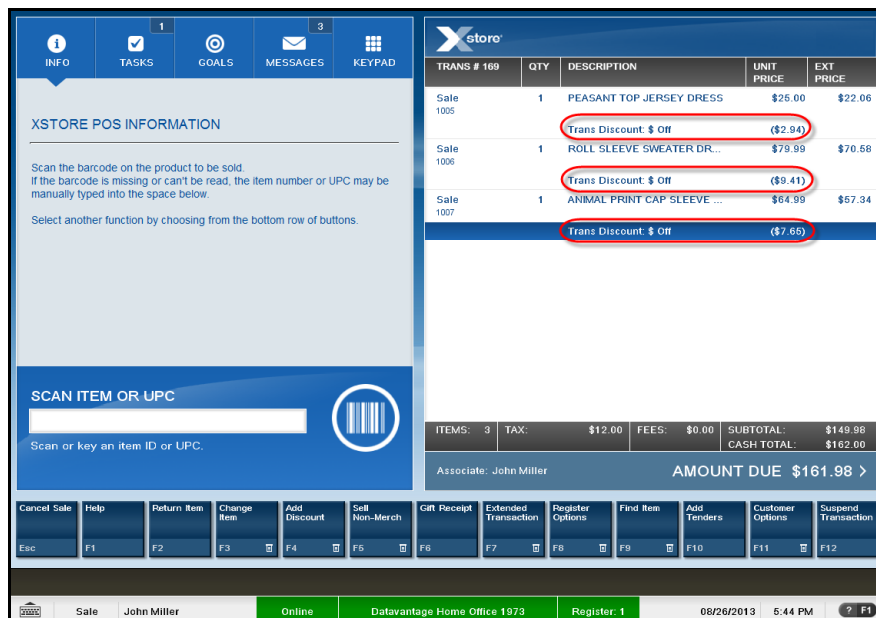 1
3
INFO
TASKS
GOALS
MESSAGES
KEYPAD
XSTORE POS INFORMATION
Scan the barcode on the product to be sold.
If the barcode is missing or can't be read, the item number or UPC may be
manually typed into the space below.
Select another function by choosing from the bottom row of buttons.
SCAN ITEM OR UPC
Scan or key an item ID or UPC.
Xstore
TRANS # 169 QTY DESCRIPTION UNIT PRICE EXT PRICE
Sale 1 PEASANT TOP JERSEY DRESS $25.00 $22.06
1005
Trans Discount: $ Off ($2.94)
Sale 1 ROLL SLEEVE SWEATER DR... $79.99 $70.58
1006
Trans Discount: $ Off ($9.41)
Sale 1 ANIMAL PRINT CAP SLEEVE ... $64.99 $57.34
1007
Trans Discount: $ Off ($7.65)
ITEMS: 3 TAX: $12.00 FEES: $0.00 SUBTOTAL: $149.98
CASH TOTAL: $162.00
Associate: John Miller AMOUNT DUE $161.98 >
Cancel Sale Help Return Item Change Item Add Discount Sell Non-Merch Gift Receipt Extended Transaction Register Options Find Item Add Tenders Customer Options Suspend Transaction
Esc F1 F2 F3 F4 F5 F6 F7 F8 F9 F10 F11 F12
Sale John Miller Online Datavantage Home Office 1973 Register: 1 08/26/2013 5:44 PM ? F1